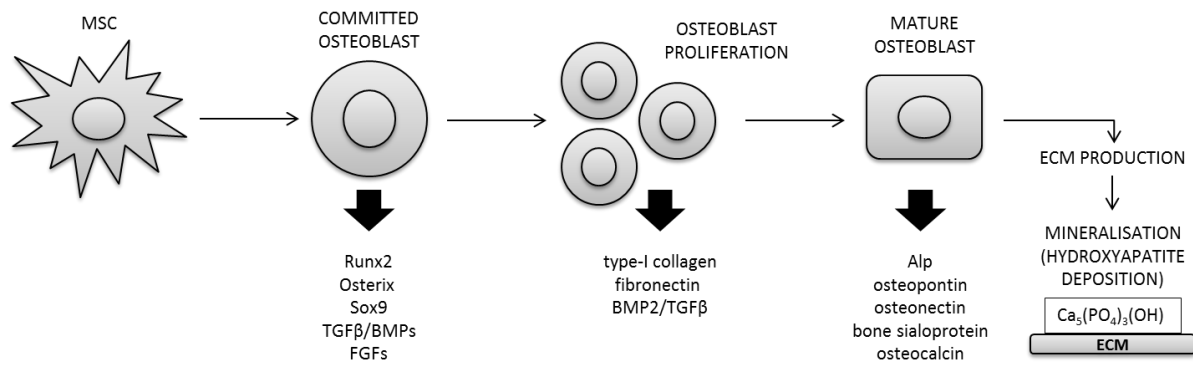 MSC
COMMITTED
OSTEOBLAST
OSTEOBLAST
PROLIFERATION
MATURE
OSTEOBLAST
ECM PRODUCTION
MINERALISATION
(HYDROXYAPATITE
DEPOSITION)
Ca₅(PO₄)₃(OH)
ECM
Runx2
Osterix
Sox9
TGFβ/BMPs
FGFs
type-I collagen
fibronectin
BMP2/TGFβ
Alp
osteopontin
osteonectin
bone sialoprotein
osteocalcin